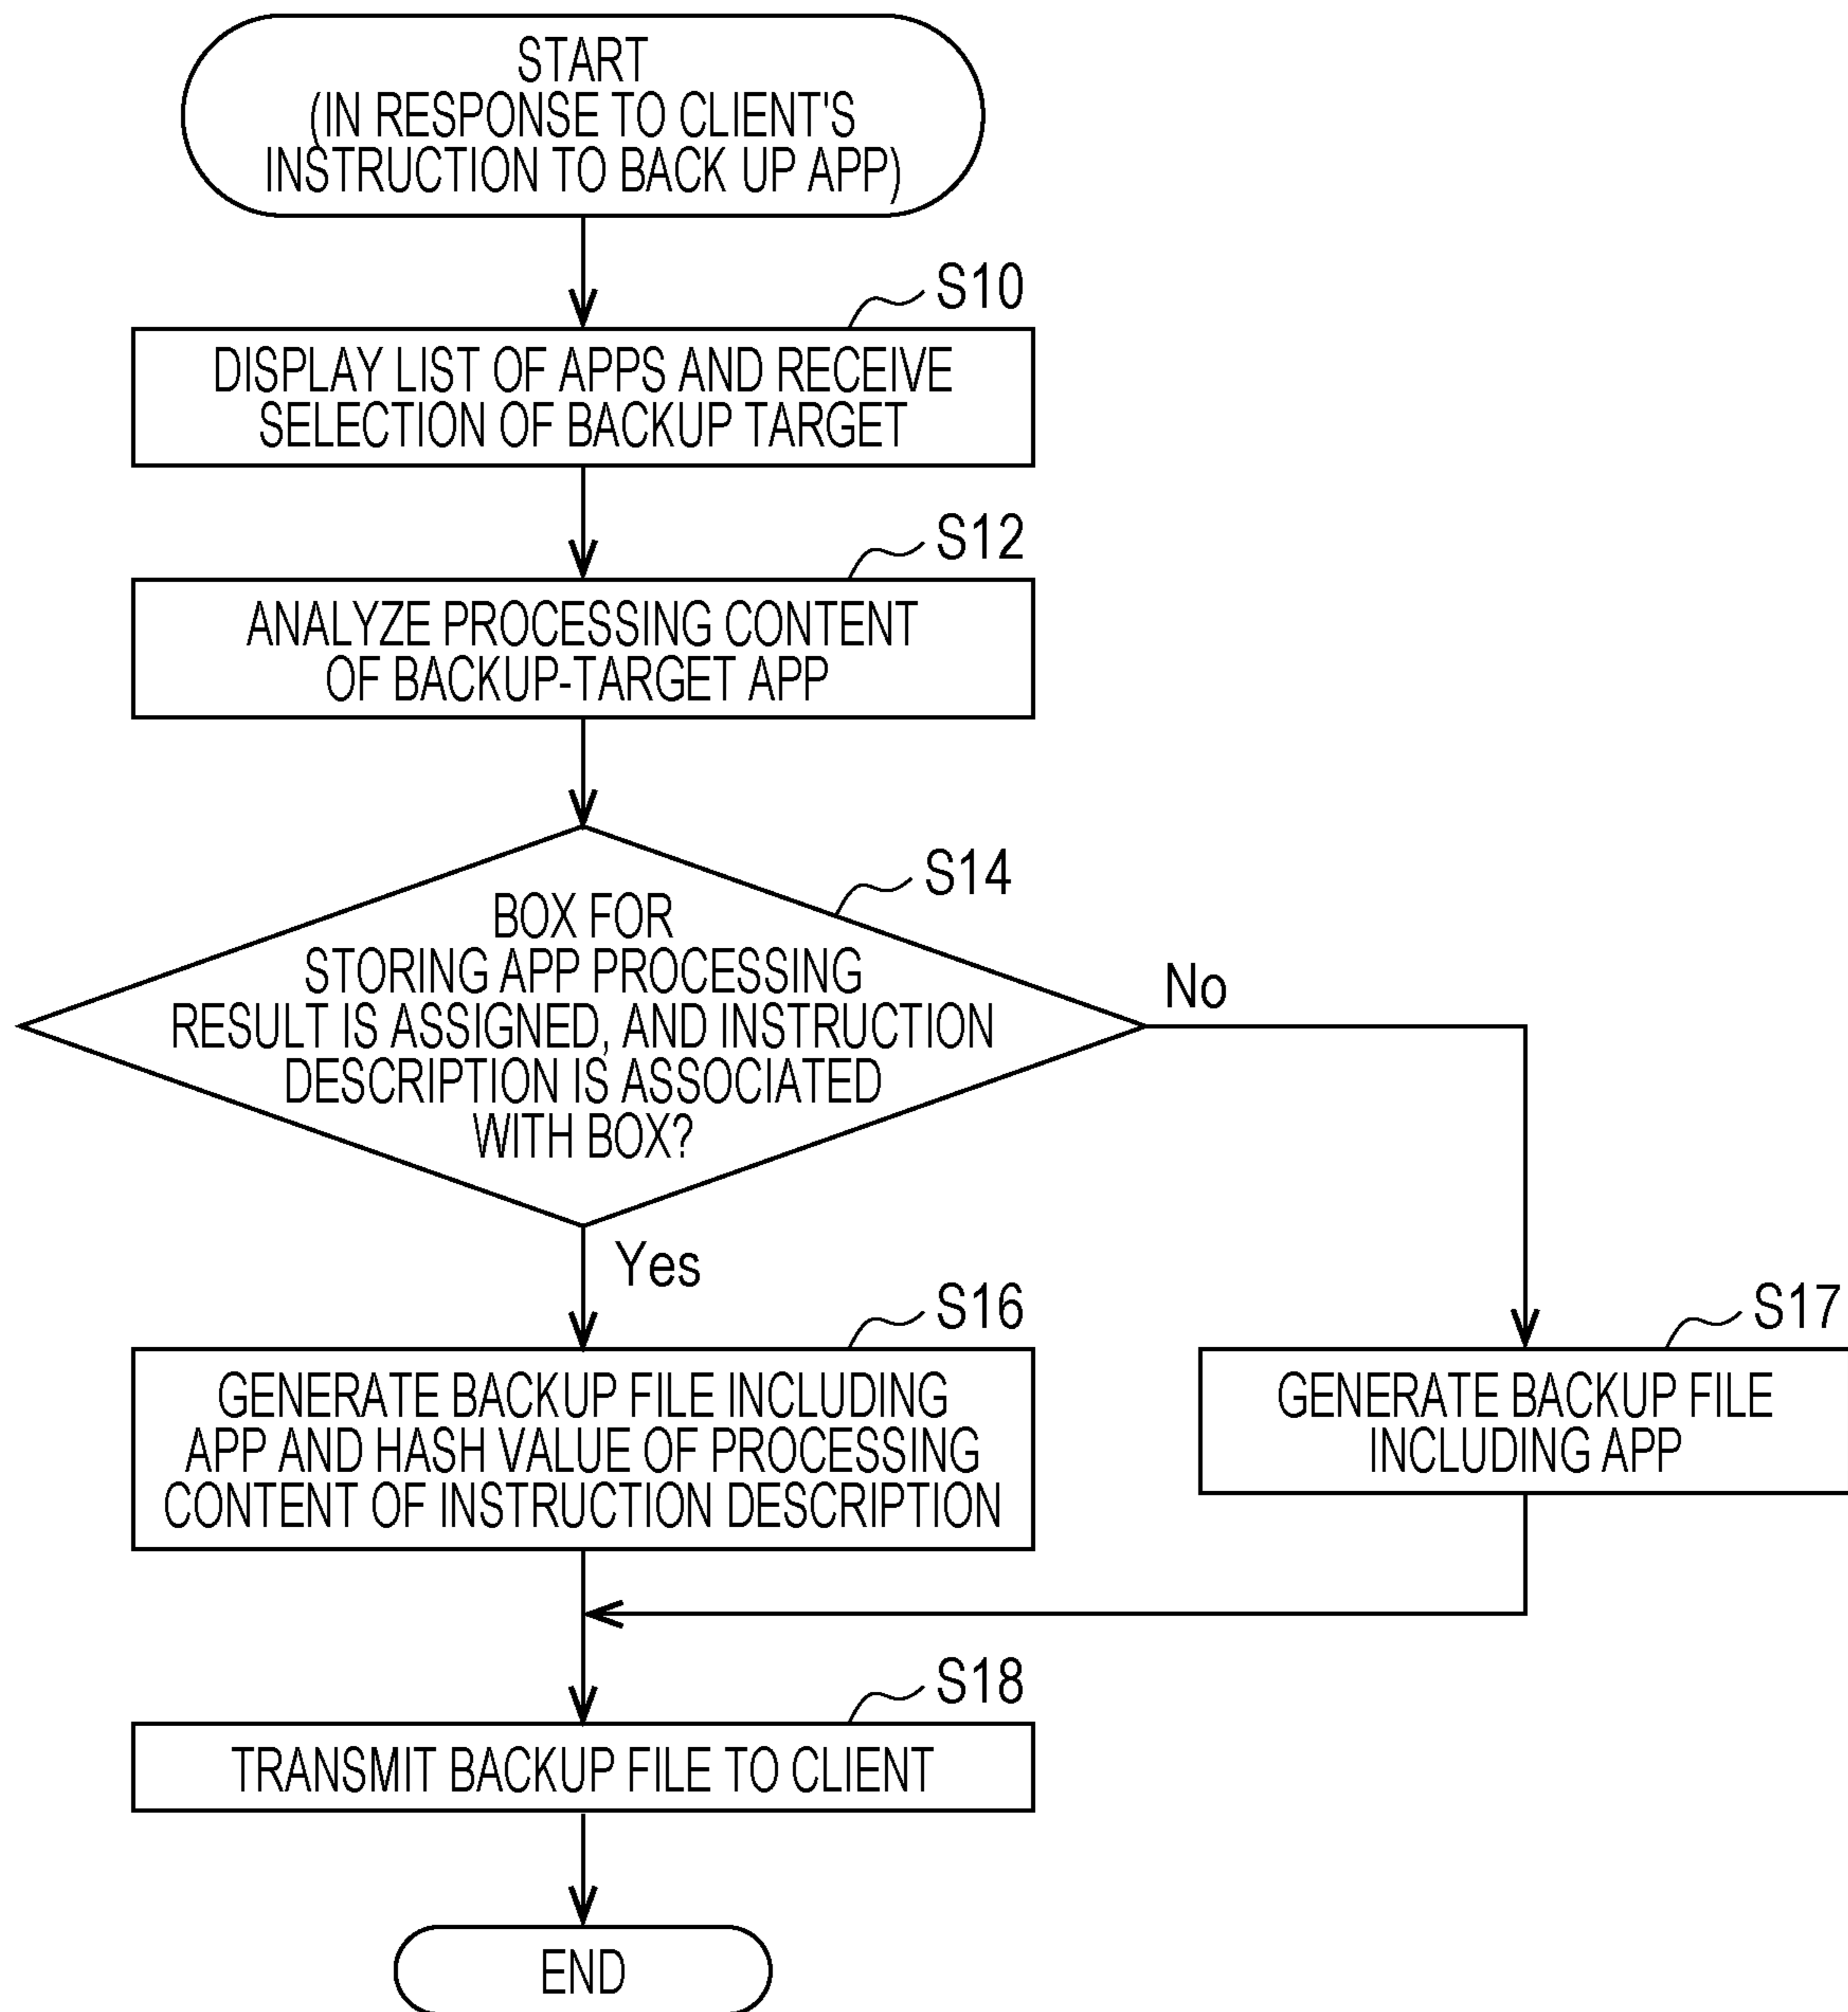 START
(IN RESPONSE TO CLIENT'S
INSTRUCTION TO BACK UP APP)
S10
DISPLAY LIST OF APPS AND RECEIVE
SELECTION OF BACKUP TARGET
S12
ANALYZE PROCESSING CONTENT
OF BACKUP-TARGET APP
S14
BOX FOR
STORING APP PROCESSING
RESULT IS ASSIGNED, AND INSTRUCTION
DESCRIPTION IS ASSOCIATED
WITH BOX?
No
Yes
S16
GENERATE BACKUP FILE INCLUDING
APP AND HASH VALUE OF PROCESSING
CONTENT OF INSTRUCTION DESCRIPTION
S17
GENERATE BACKUP FILE
INCLUDING APP
S18
TRANSMIT BACKUP FILE TO CLIENT
END